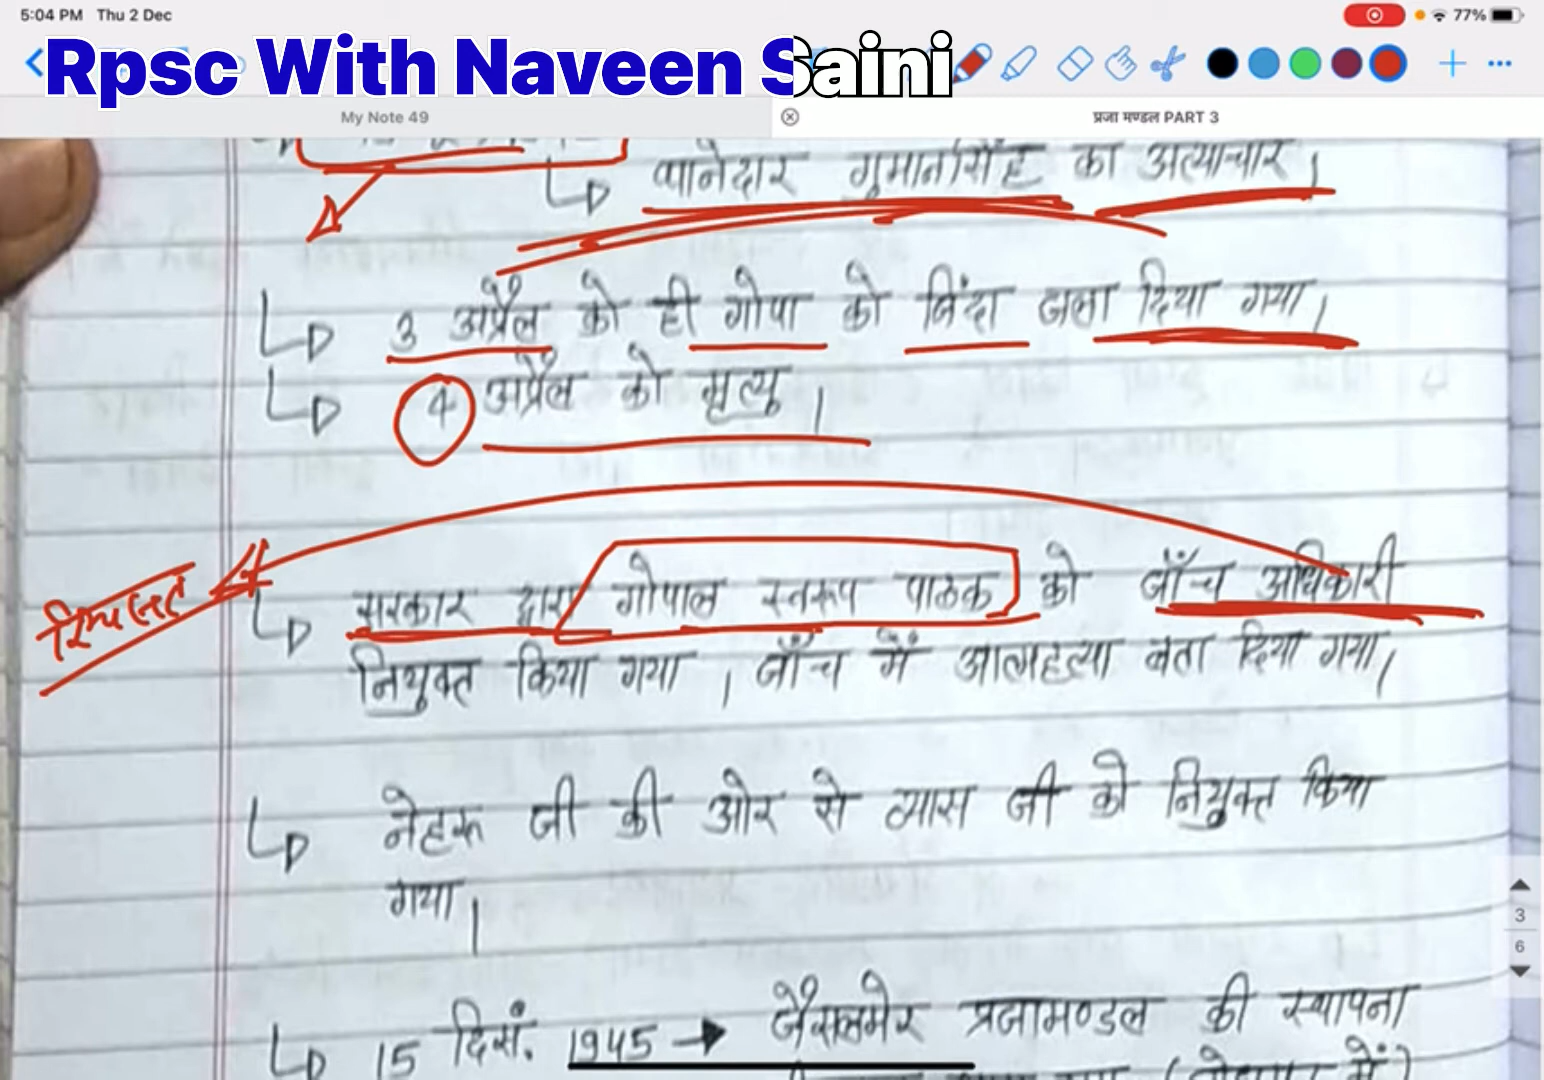 5:04 PM Thu 2 Dec
77%
Rpsc With Naveen Saini
My Note 49
प्रजा मण्डल PART 3
थानेदार गुमानसिंह का अत्याचार।
3 अप्रैल को ही गोपा को जिंदा जला दिया गया।
4 अप्रैल को मृत्यु।
सरकार द्वारा गोपाल स्वरूप पाठक को जाँच अधिकारी
नियुक्त किया गया। जाँच में आत्महत्या बता दिया गया।
नेहरू जी की ओर से व्यास जी को नियुक्त किया
गया।
3
6
15 दिसं. 1945 → जैसलमेर प्रजामण्डल की स्थापना